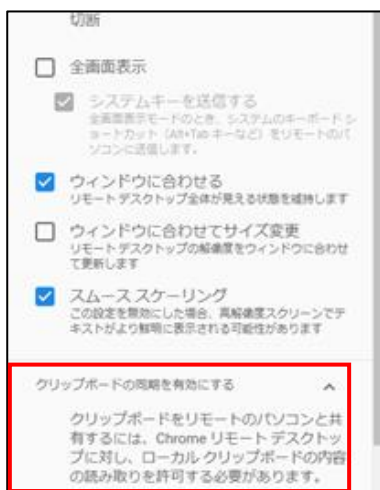 切断
全画面表示
システムキーを送信する
全画面表示モードのとき、システムのキーボード シ
ョートカット（Alt+Tab キーなど）をリモートのパ
ソコンに送信します。
ウィンドウに合わせる
リモート デスクトップ全体が見える状態を維持します
ウィンドウに合わせてサイズ変更
リモート デスクトップの解像度をウィンドウに合わせ
て更新します
スムーズ スケーリング
この設定を無効にした場合、高解像度スクリーンでテ
キストがより鮮明に表示される可能性があります
クリップボードの同期を有効にする
クリップボードをリモートのパソコンと共
有するには、Chrome リモート デスクトッ
プに対し、ローカル クリップボードの内容
の読み取りを許可する必要があります。